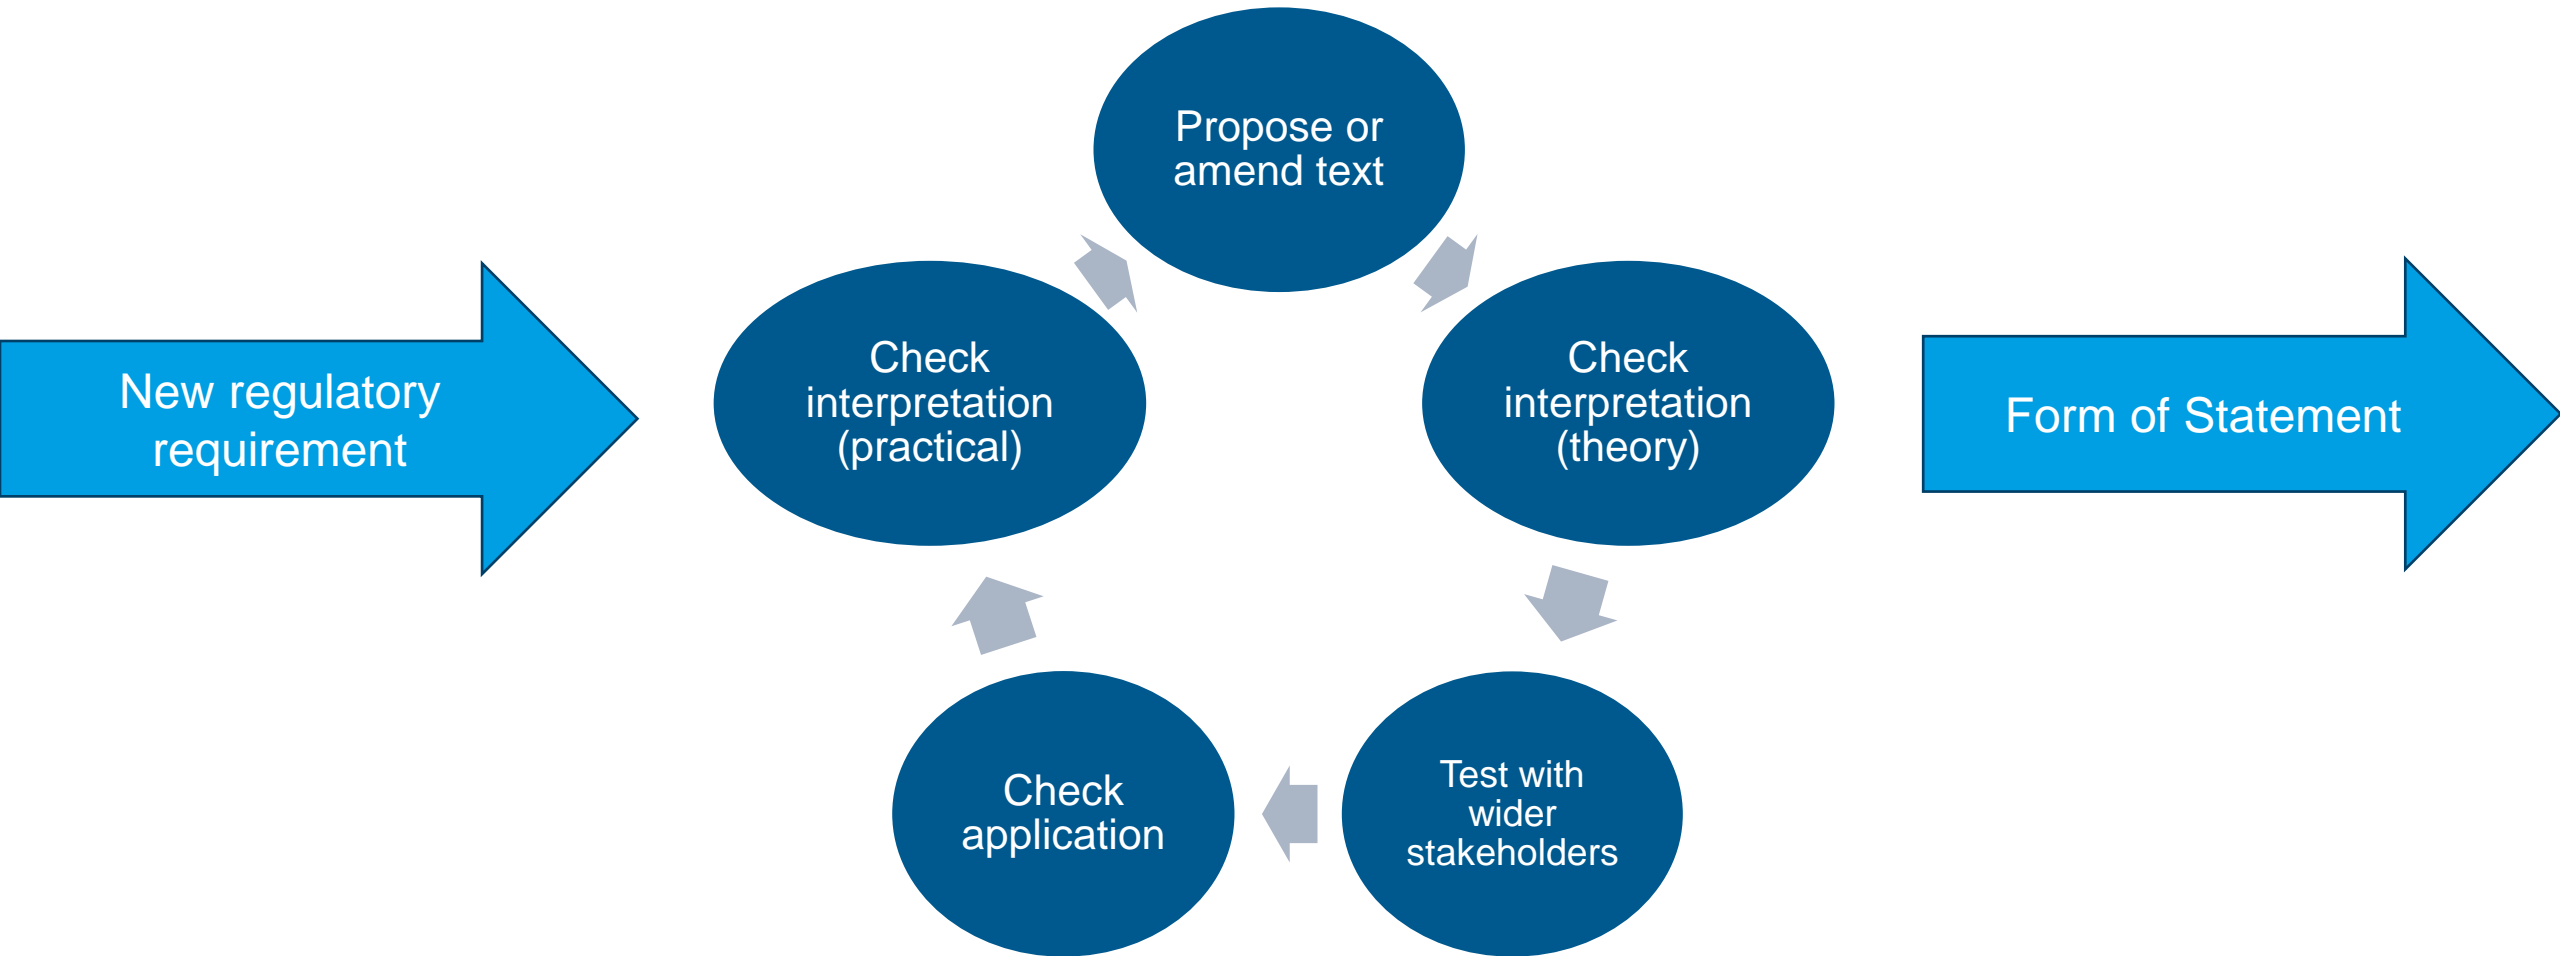 Propose or
amend text
New regulatory
requirement
Check
interpretation
(practical)
Check
interpretation
(theory)
Form of Statement
Check
application
Test with
wider
stakeholders